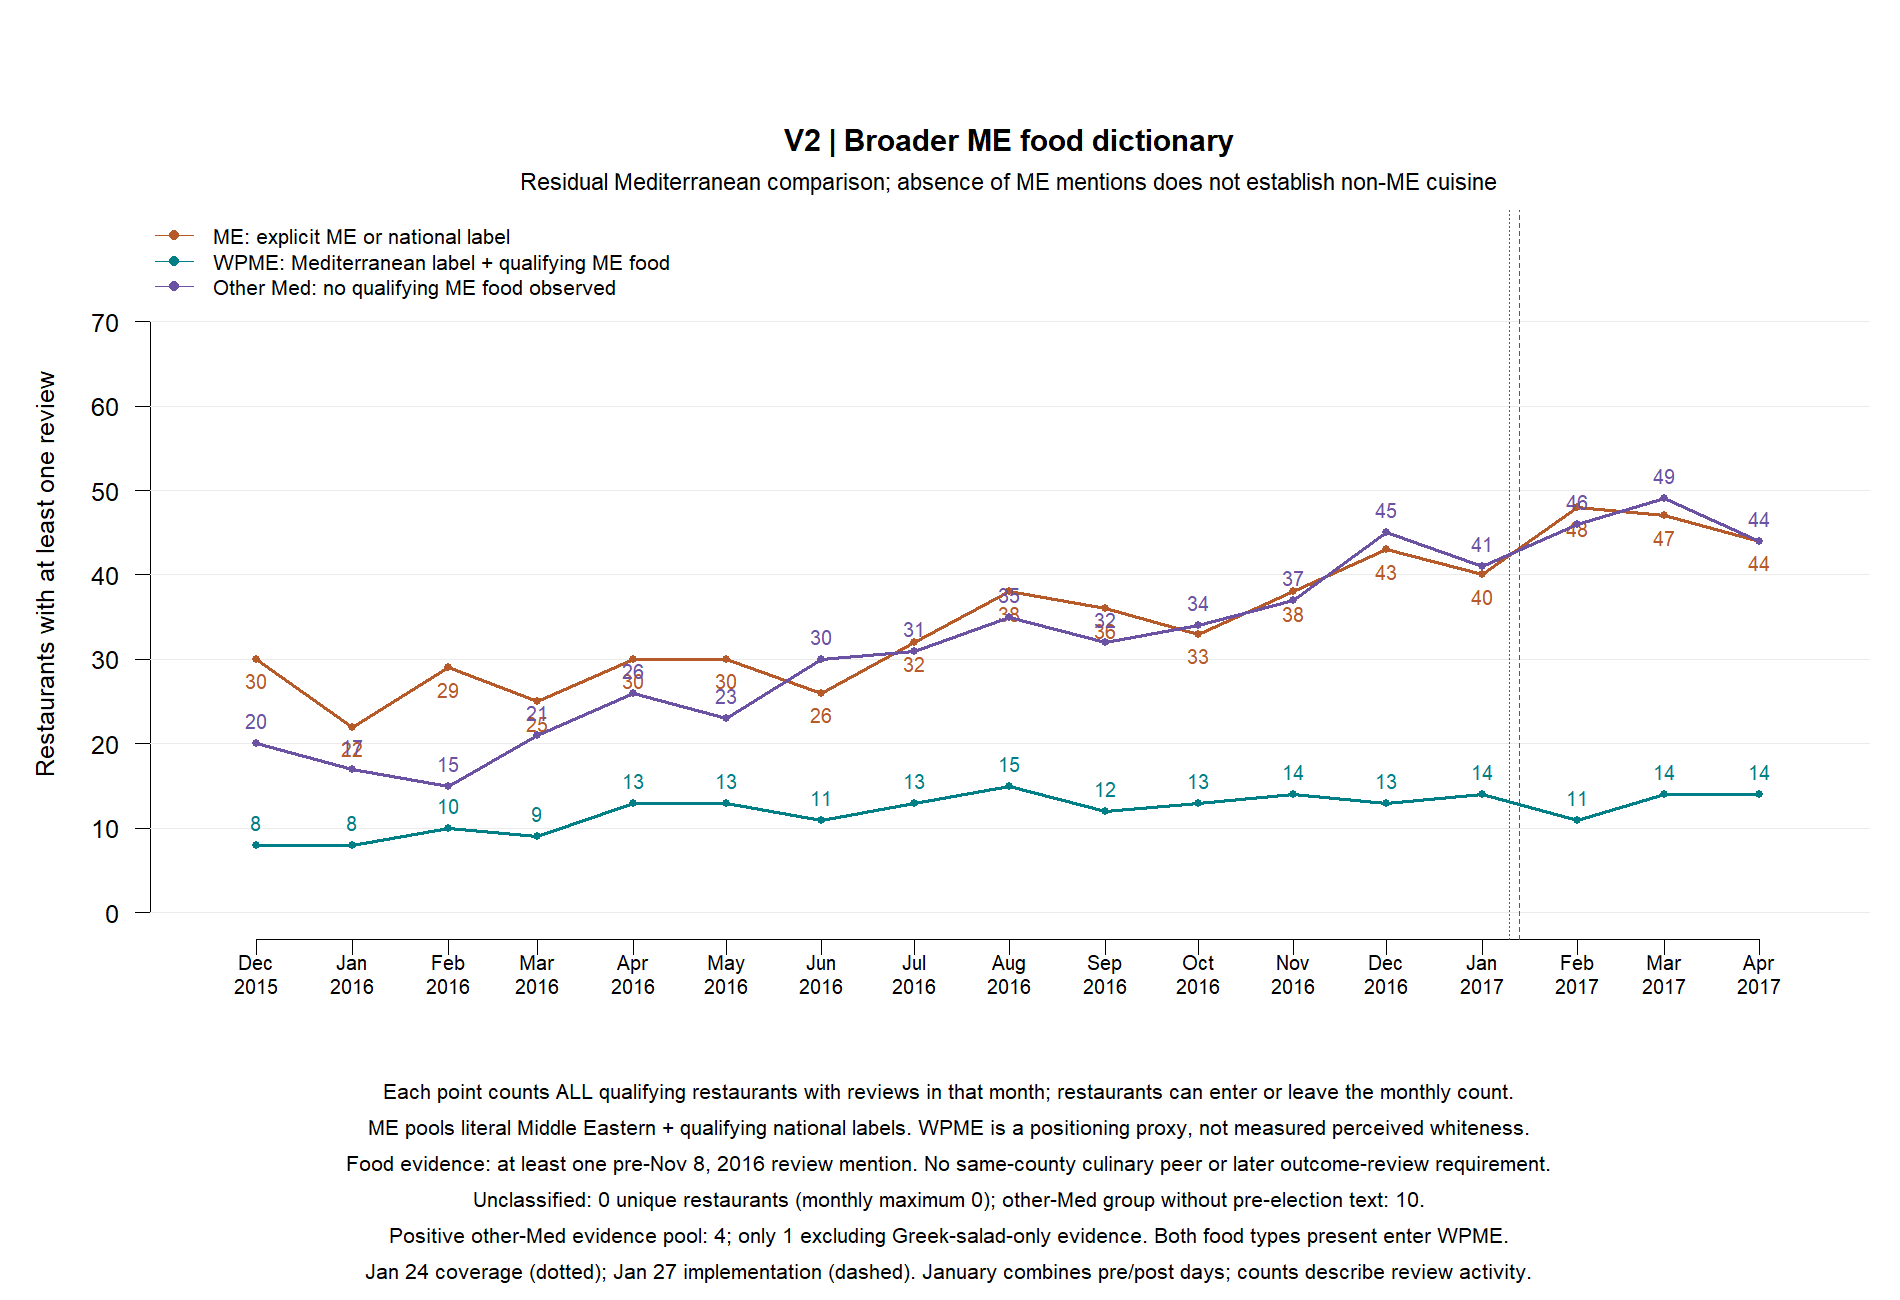 V2 | Broader ME food dictionary
Residual Mediterranean comparison; absence of ME mentions does not establish non-ME cuisine
ME: explicit ME or national label
WPME: Mediterranean label + qualifying ME food
Other Med: no qualifying ME food observed
Restaurants with at least one review
70
60
50
40
30
20
10
0
30 22 29 25 30 30 26 32 38 36 33 38 43 40 48 47 44
20 17 15 21 26 23 30 31 35 32 34 37 45 41 46 49 44
8 8 10 9 13 13 11 13 15 12 13 14 13 14 11 14 14
Dec Jan Feb Mar Apr May Jun Jul Aug Sep Oct Nov Dec Jan Feb Mar Apr
2015 2016 2016 2016 2016 2016 2016 2016 2016 2016 2016 2016 2016 2017 2017 2017 2017
Each point counts ALL qualifying restaurants with reviews in that month; restaurants can enter or leave the monthly count.
ME pools literal Middle Eastern + qualifying national labels. WPME is a positioning proxy, not measured perceived whiteness.
Food evidence: at least one pre-Nov 8, 2016 review mention. No same-county culinary peer or later outcome-review requirement.
Unclassified: 0 unique restaurants (monthly maximum 0); other-Med group without pre-election text: 10.
Positive other-Med evidence pool: 4; only 1 excluding Greek-salad-only evidence. Both food types present enter WPME.
Jan 24 coverage (dotted); Jan 27 implementation (dashed). January combines pre/post days; counts describe review activity.